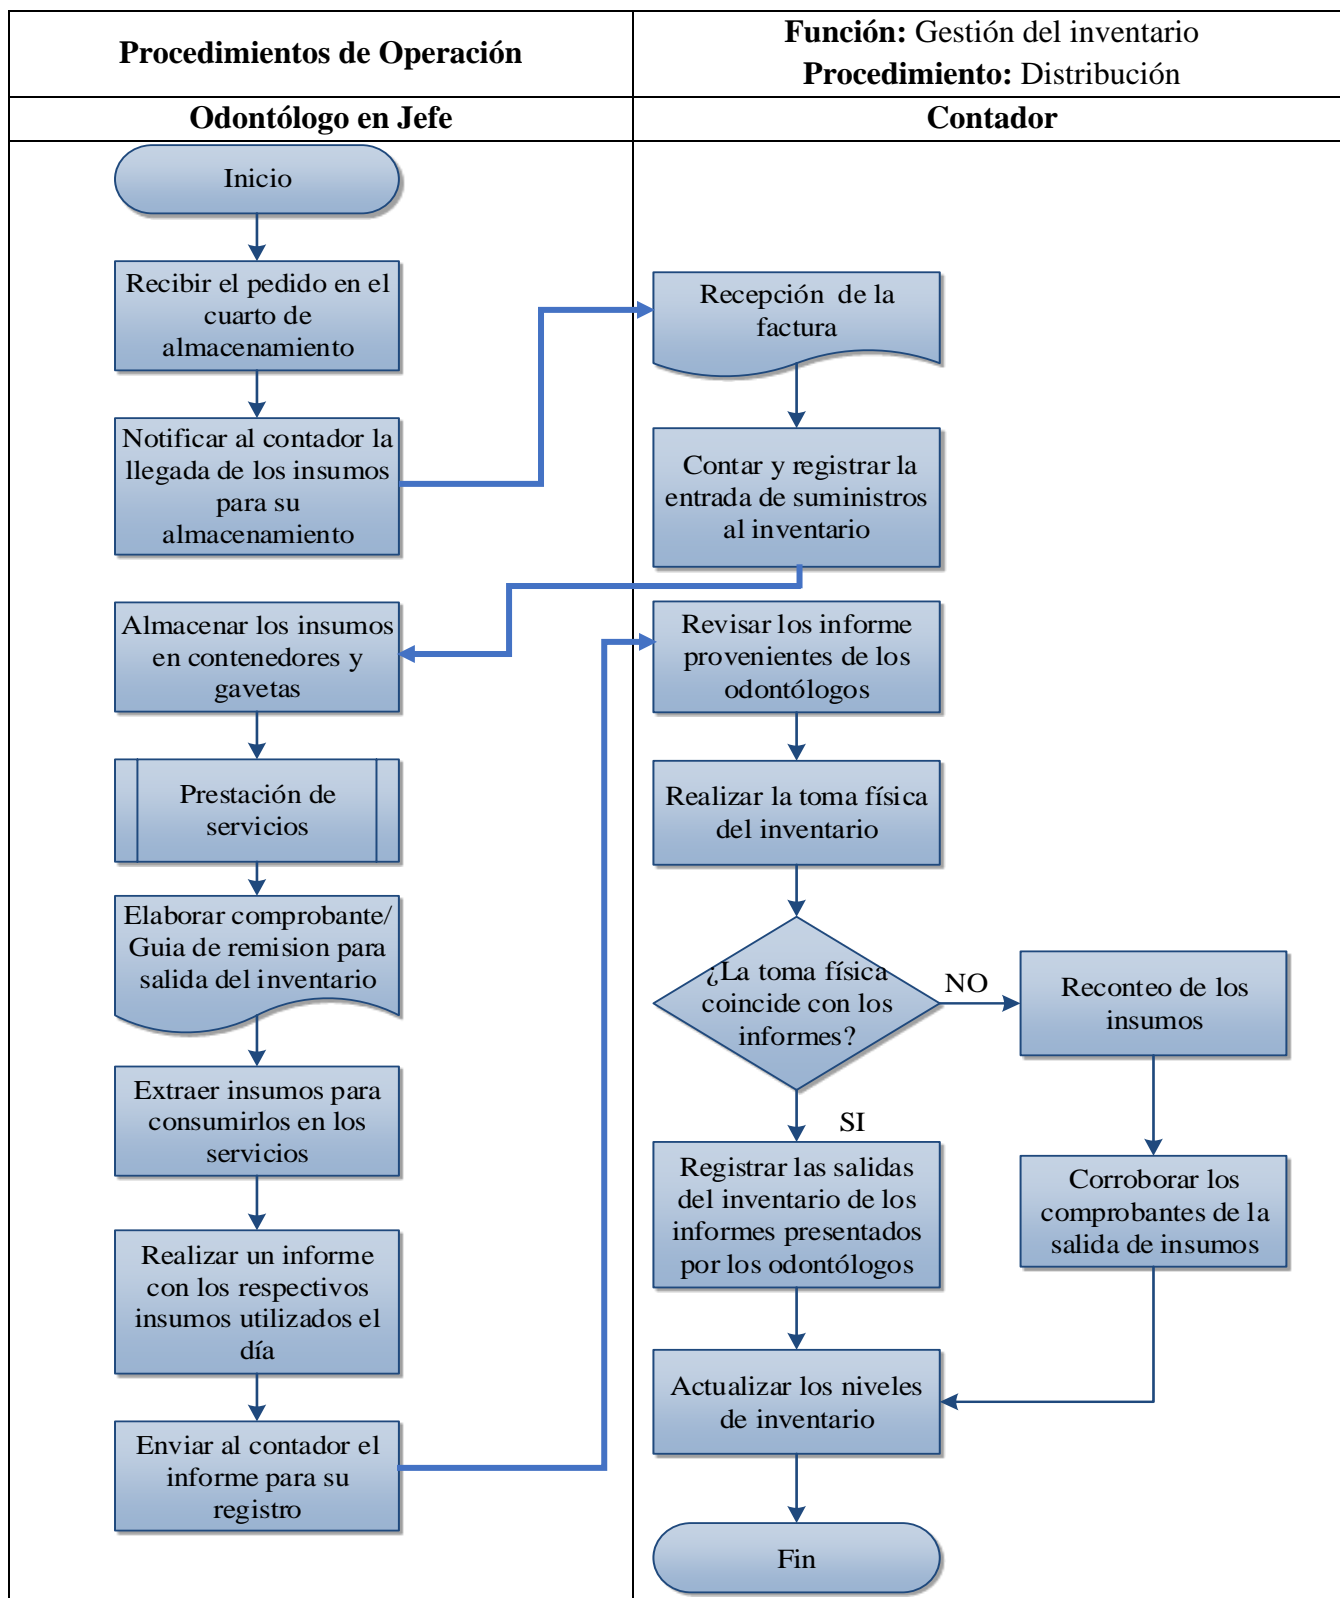 Procedimientos de Operación
Función: Gestión del inventario
Procedimiento: Distribución
Odontólogo en Jefe
Contador
Inicio
Recibir el pedido en el
cuarto de
almacenamiento
Notificar al contador la
llegada de los insumos
para su
almacenamiento
Recepción de la
factura
Contar y registrar la
entrada de suministros
al inventario
Almacenar los insumos
en contenedores y
gavetas
Prestación de
servicios
Elaborar comprobante/
Guia de remision para
salida del inventario
Extraer insumos para
consumirlos en los
servicios
Realizar un informe
con los respectivos
insumos utilizados el
día
Enviar al contador el
informe para su
registro
Revisar los informe
provenientes de los
odontólogos
Realizar la toma física
del inventario
¿La toma física
coincide con los
informes?
NO
Reconteo de los
insumos
Corroborar los
comprobantes de la
salida de insumos
SI
Registrar las salidas
del inventario de los
informes presentados
por los odontólogos
Actualizar los niveles
de inventario
Fin